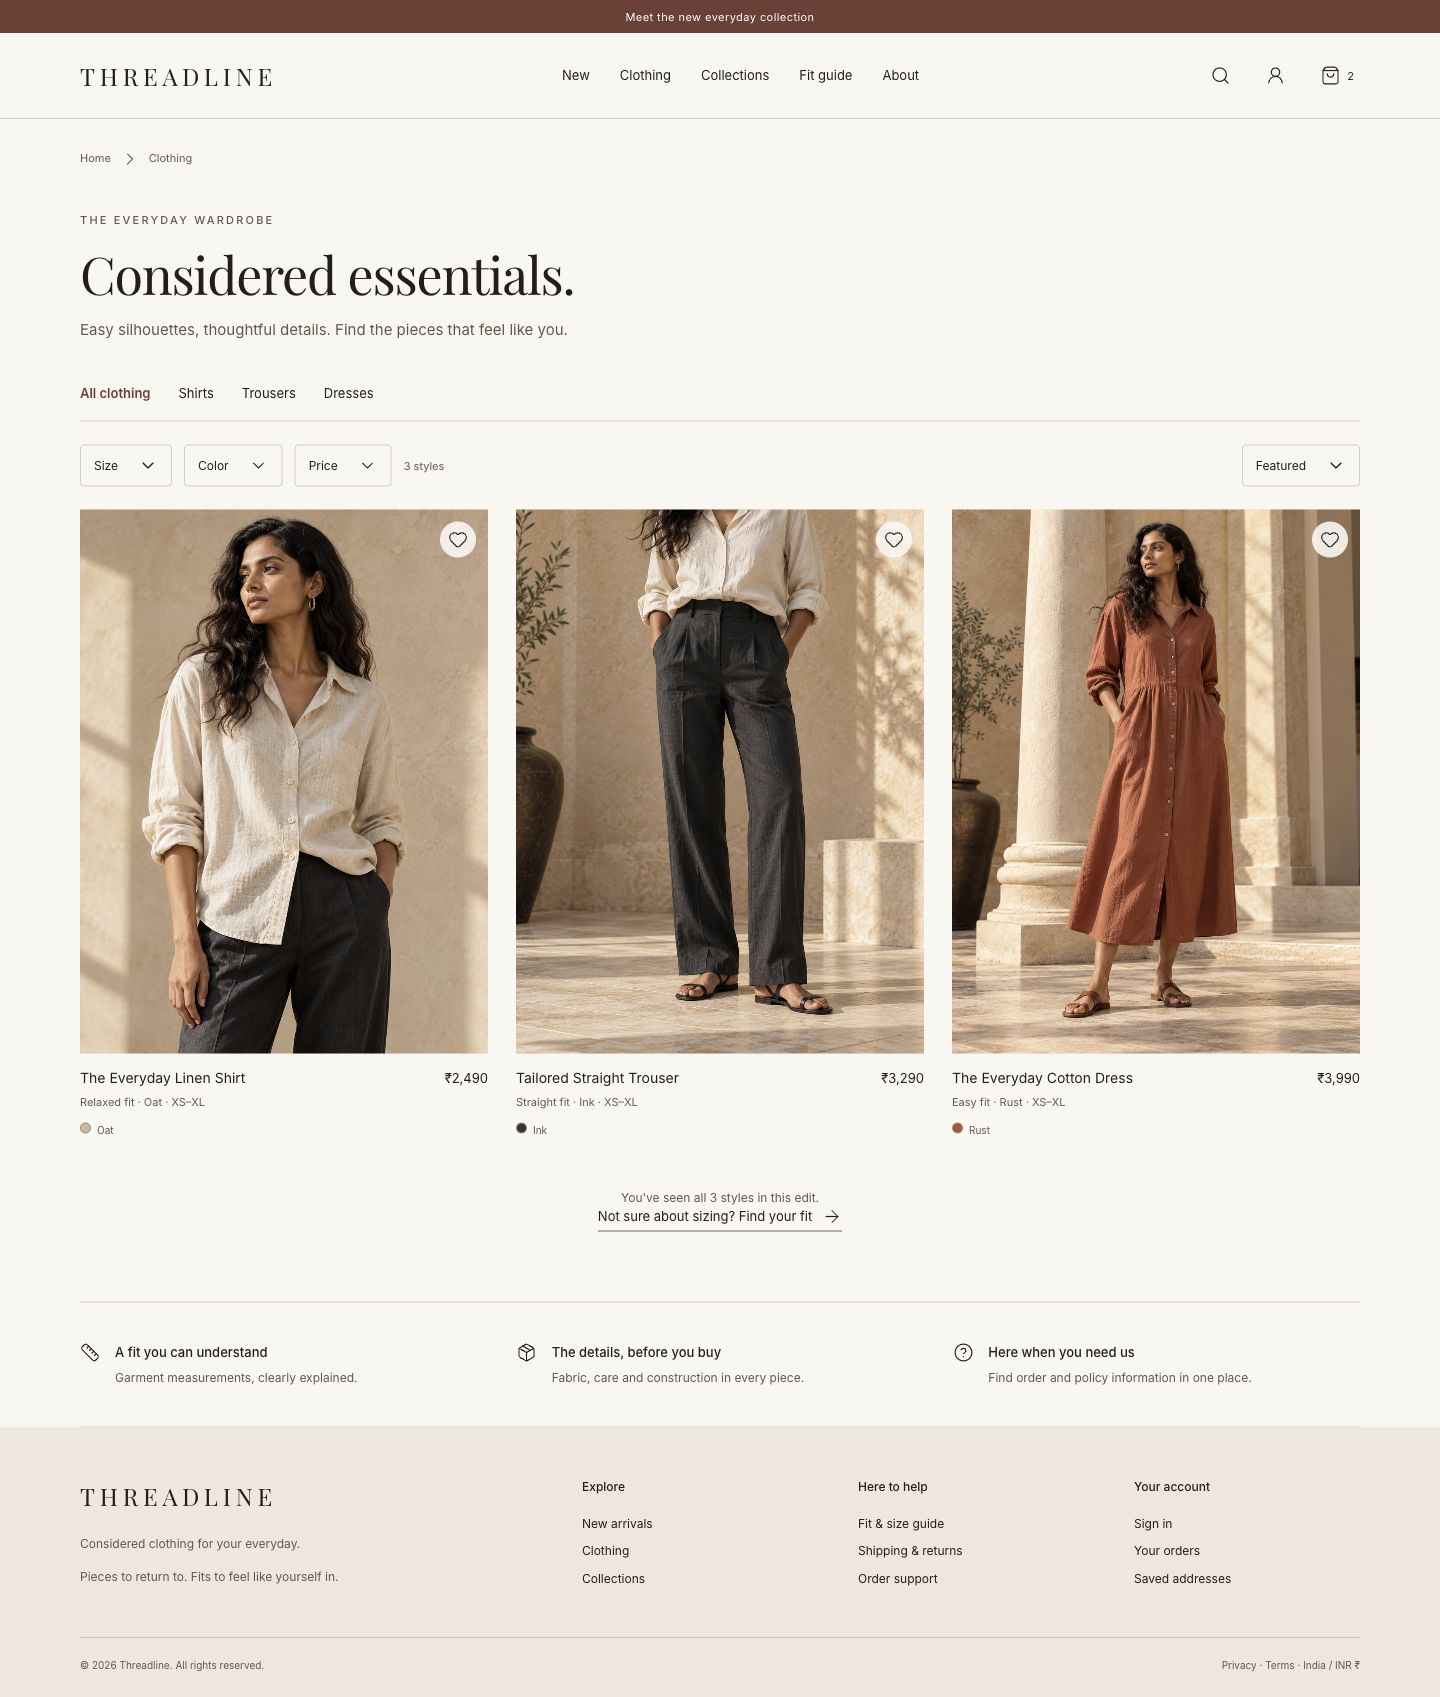 Meet the new everyday collection
THREADLINE
New
Clothing
Collections
Fit guide
About
2
Home
Clothing
THE EVERYDAY WARDROBE
Considered essentials.
Easy silhouettes, thoughtful details. Find the pieces that feel like you.
All clothing
Shirts
Trousers
Dresses
Size
Color
Price
3 styles
Featured
The Everyday Linen Shirt
₹2,490
Relaxed fit · Oat · XS–XL
Oat
Tailored Straight Trouser
₹3,290
Straight fit · Ink · XS–XL
Ink
The Everyday Cotton Dress
₹3,990
Easy fit · Rust · XS–XL
Rust
You've seen all 3 styles in this edit.
Not sure about sizing? Find your fit
A fit you can understand
Garment measurements, clearly explained.
The details, before you buy
Fabric, care and construction in every piece.
Here when you need us
Find order and policy information in one place.
THREADLINE
Considered clothing for your everyday.
Pieces to return to. Fits to feel like yourself in.
Explore
New arrivals
Clothing
Collections
Here to help
Fit & size guide
Shipping & returns
Order support
Your account
Sign in
Your orders
Saved addresses
© 2026 Threadline. All rights reserved.
Privacy · Terms · India / INR ₹